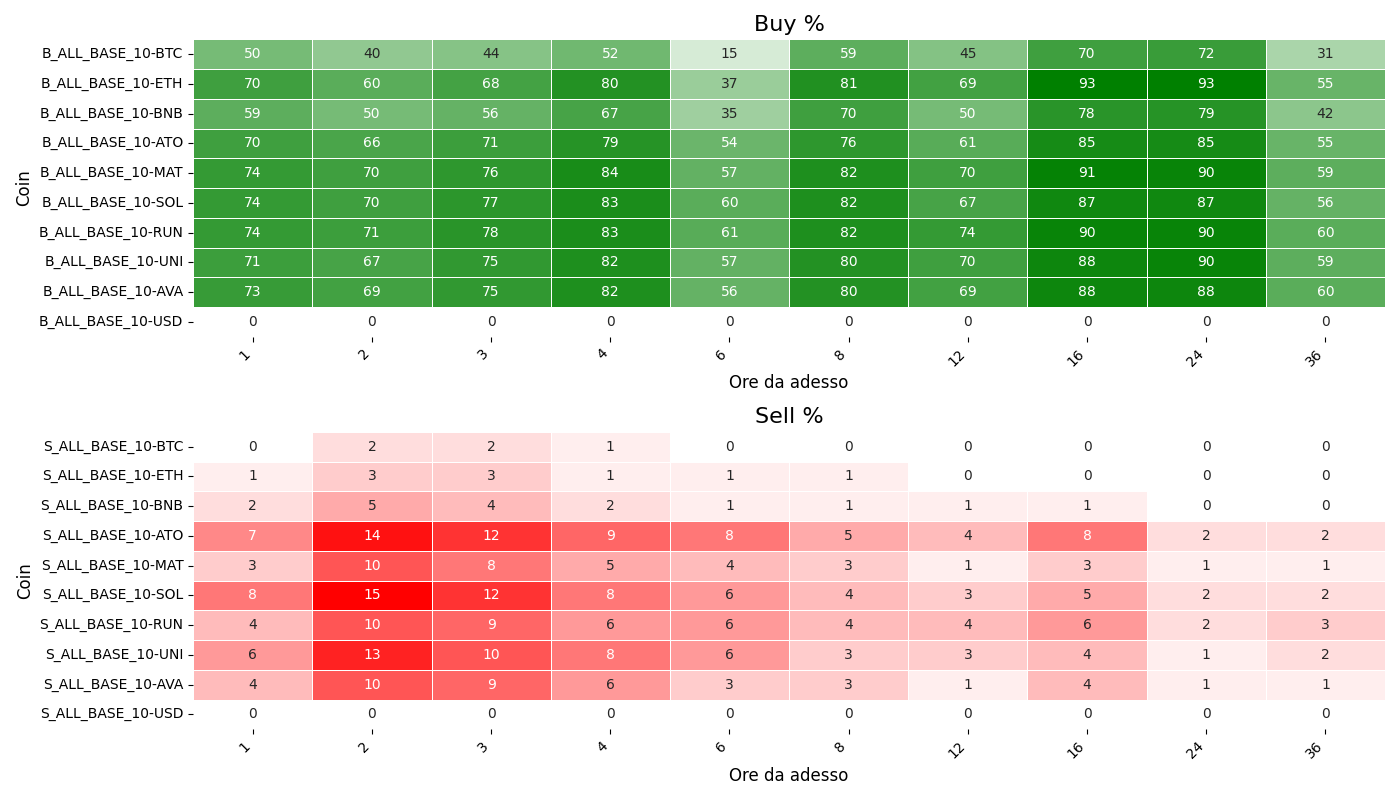 Buy %
Coin
B_ALL_BASE_10-BTC 50 40 44 52 15 59 45 70 72 31
B_ALL_BASE_10-ETH 70 60 68 80 37 81 69 93 93 55
B_ALL_BASE_10-BNB 59 50 56 67 35 70 50 78 79 42
B_ALL_BASE_10-ATO 70 66 71 79 54 76 61 85 85 55
B_ALL_BASE_10-MAT 74 70 76 84 57 82 70 91 90 59
B_ALL_BASE_10-SOL 74 70 77 83 60 82 67 87 87 56
B_ALL_BASE_10-RUN 74 71 78 83 61 82 74 90 90 60
B_ALL_BASE_10-UNI 71 67 75 82 57 80 70 88 90 59
B_ALL_BASE_10-AVA 73 69 75 82 56 80 69 88 88 60
B_ALL_BASE_10-USD 0 0 0 0 0 0 0 0 0 0
1 2 3 4 6 8 12 16 24 36
Ore da adesso
Sell %
Coin
S_ALL_BASE_10-BTC 0 2 2 1 0 0 0 0 0 0
S_ALL_BASE_10-ETH 1 3 3 1 1 1 0 0 0 0
S_ALL_BASE_10-BNB 2 5 4 2 1 1 1 1 0 0
S_ALL_BASE_10-ATO 7 14 12 9 8 5 4 8 2 2
S_ALL_BASE_10-MAT 3 10 8 5 4 3 1 3 1 1
S_ALL_BASE_10-SOL 8 15 12 8 6 4 3 5 2 2
S_ALL_BASE_10-RUN 4 10 9 6 6 4 4 6 2 3
S_ALL_BASE_10-UNI 6 13 10 8 6 3 3 4 1 2
S_ALL_BASE_10-AVA 4 10 9 6 3 3 1 4 1 1
S_ALL_BASE_10-USD 0 0 0 0 0 0 0 0 0 0
1 2 3 4 6 8 12 16 24 36
Ore da adesso